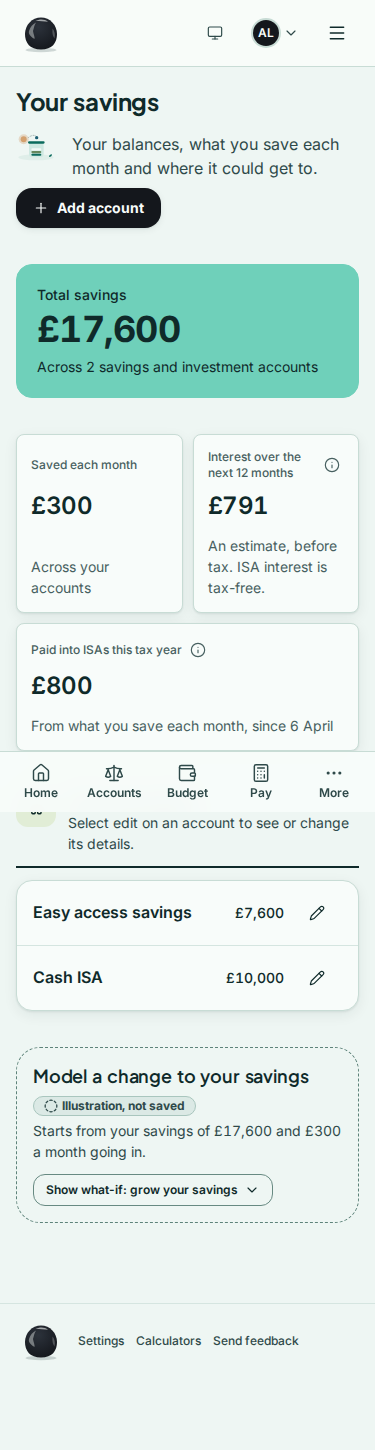 AL
Your savings
Your balances, what you save each
month and where it could get to.
Add account
Total savings
£17,600
Across 2 savings and investment accounts
Saved each month
£300
Across your
accounts
Interest over the
next 12 months
£791
An estimate, before
tax. ISA interest is
tax-free.
Paid into ISAs this tax year
£800
From what you save each month, since 6 April
Home
Accounts
Budget
Pay
More
Select edit on an account to see or change
its details.
Easy access savings
£7,600
Cash ISA
£10,000
Model a change to your savings
Illustration, not saved
Starts from your savings of £17,600 and £300
a month going in.
Show what-if: grow your savings
Settings
Calculators
Send feedback